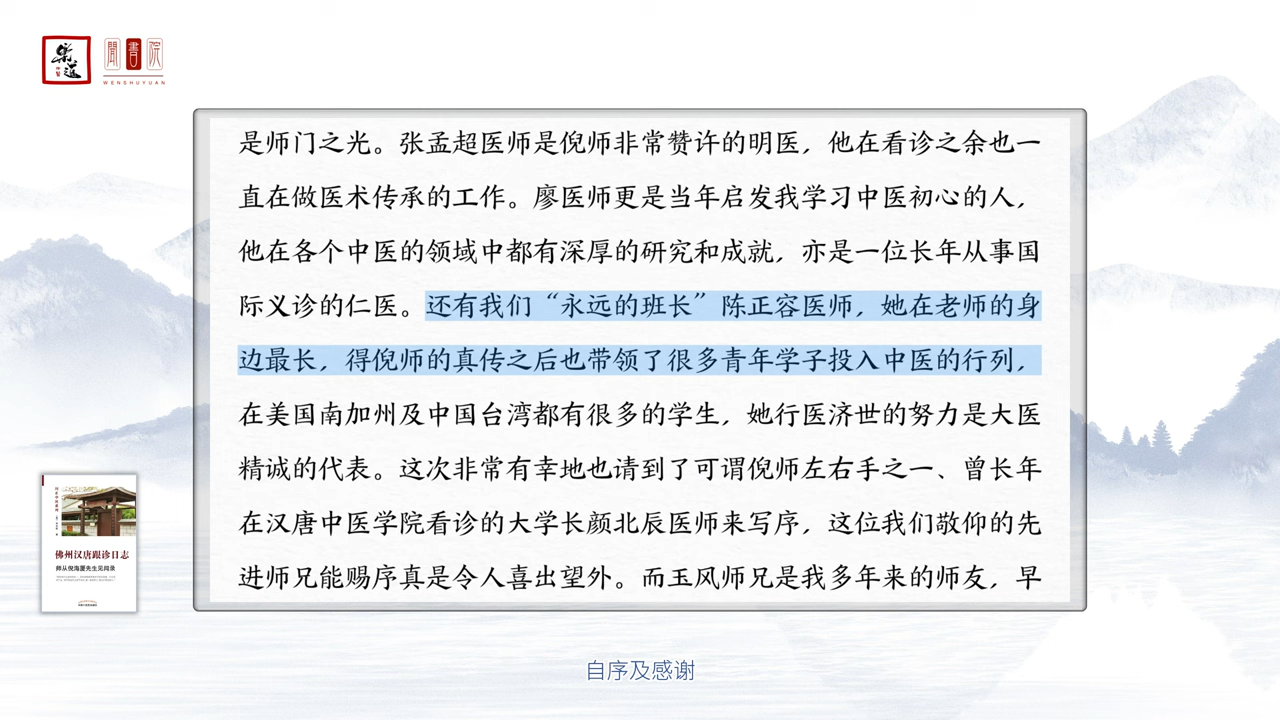 樂道
聞書院
WENSHUYUAN
是师门之光。张孟超医师是倪师非常赞许的明医，他在看诊之余也一
直在做医术传承的工作。廖医师更是当年启发我学习中医初心的人，
他在各个中医的领域中都有深厚的研究和成就，亦是一位长年从事国
际义诊的仁医。还有我们“永远的班长”陈正容医师，她在老师的身
边最长，得倪师的真传之后也带领了很多青年学子投入中医的行列，
在美国南加州及中国台湾都有很多的学生，她行医济世的努力是大医
精诚的代表。这次非常有幸地也请到了可谓倪师左右手之一、曾长年
在汉唐中医学院看诊的大学长颜北辰医师来写序，这位我们敬仰的先
进师兄能赐序真是令人喜出望外。而玉风师兄是我多年来的师友，早
佛州汉唐跟诊日志
师从倪海厦先生见闻录
自序及感谢